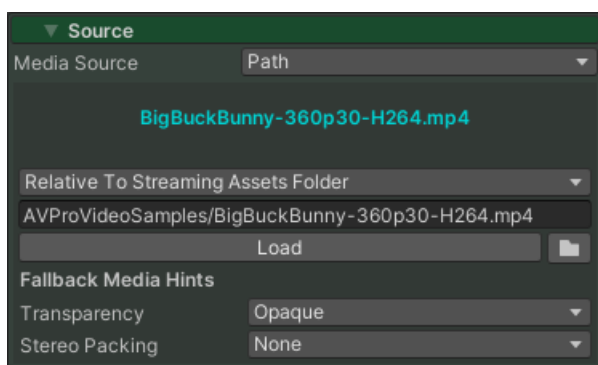 Source
Media Source Path
BigBuckBunny-360p30-H264.mp4
Relative To Streaming Assets Folder
AVProVideoSamples/BigBuckBunny-360p30-H264.mp4
Load
Fallback Media Hints
Transparency Opaque
Stereo Packing None